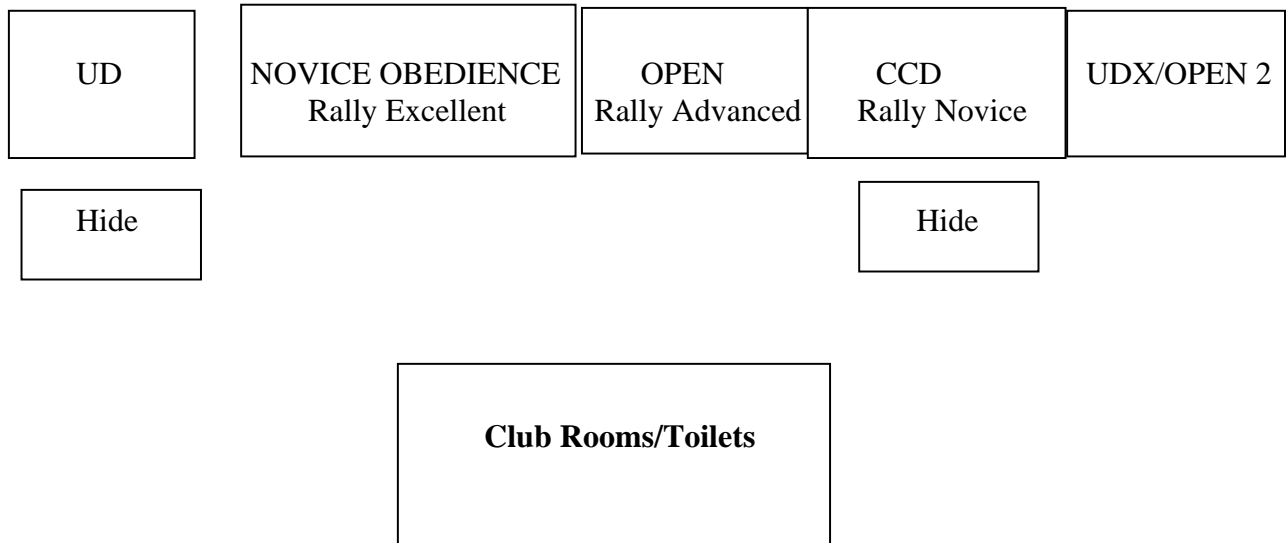 UD
NOVICE OBEDIENCE
Rally Excellent
OPEN
Rally Advanced
CCD
Rally Novice
UDX/OPEN 2
Hide
Hide
Club Rooms/Toilets